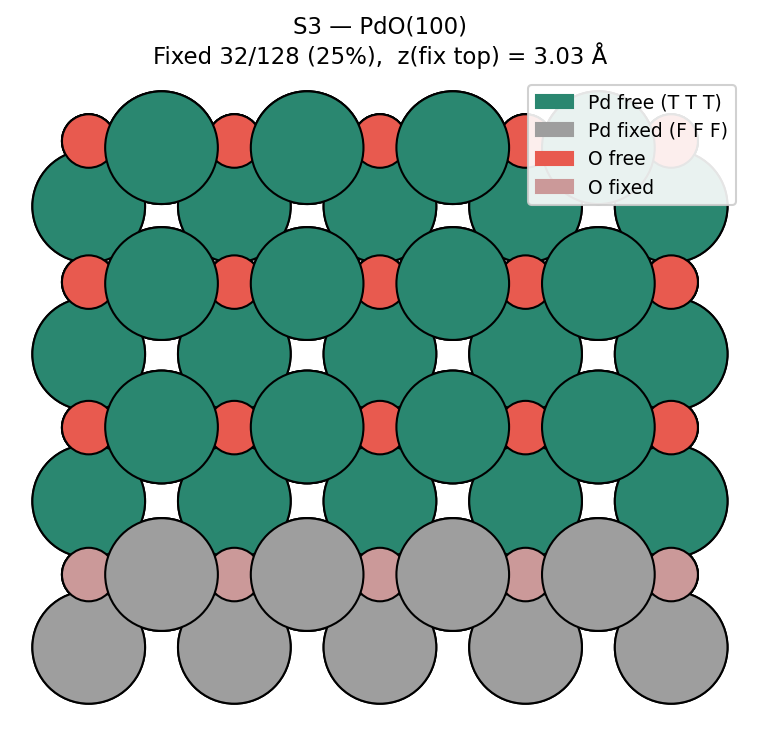 S3 — PdO(100)
Fixed 32/128 (25%),  z(fix top) = 3.03 Å
Pd free (T T T)
Pd fixed (F F F)
O free
O fixed